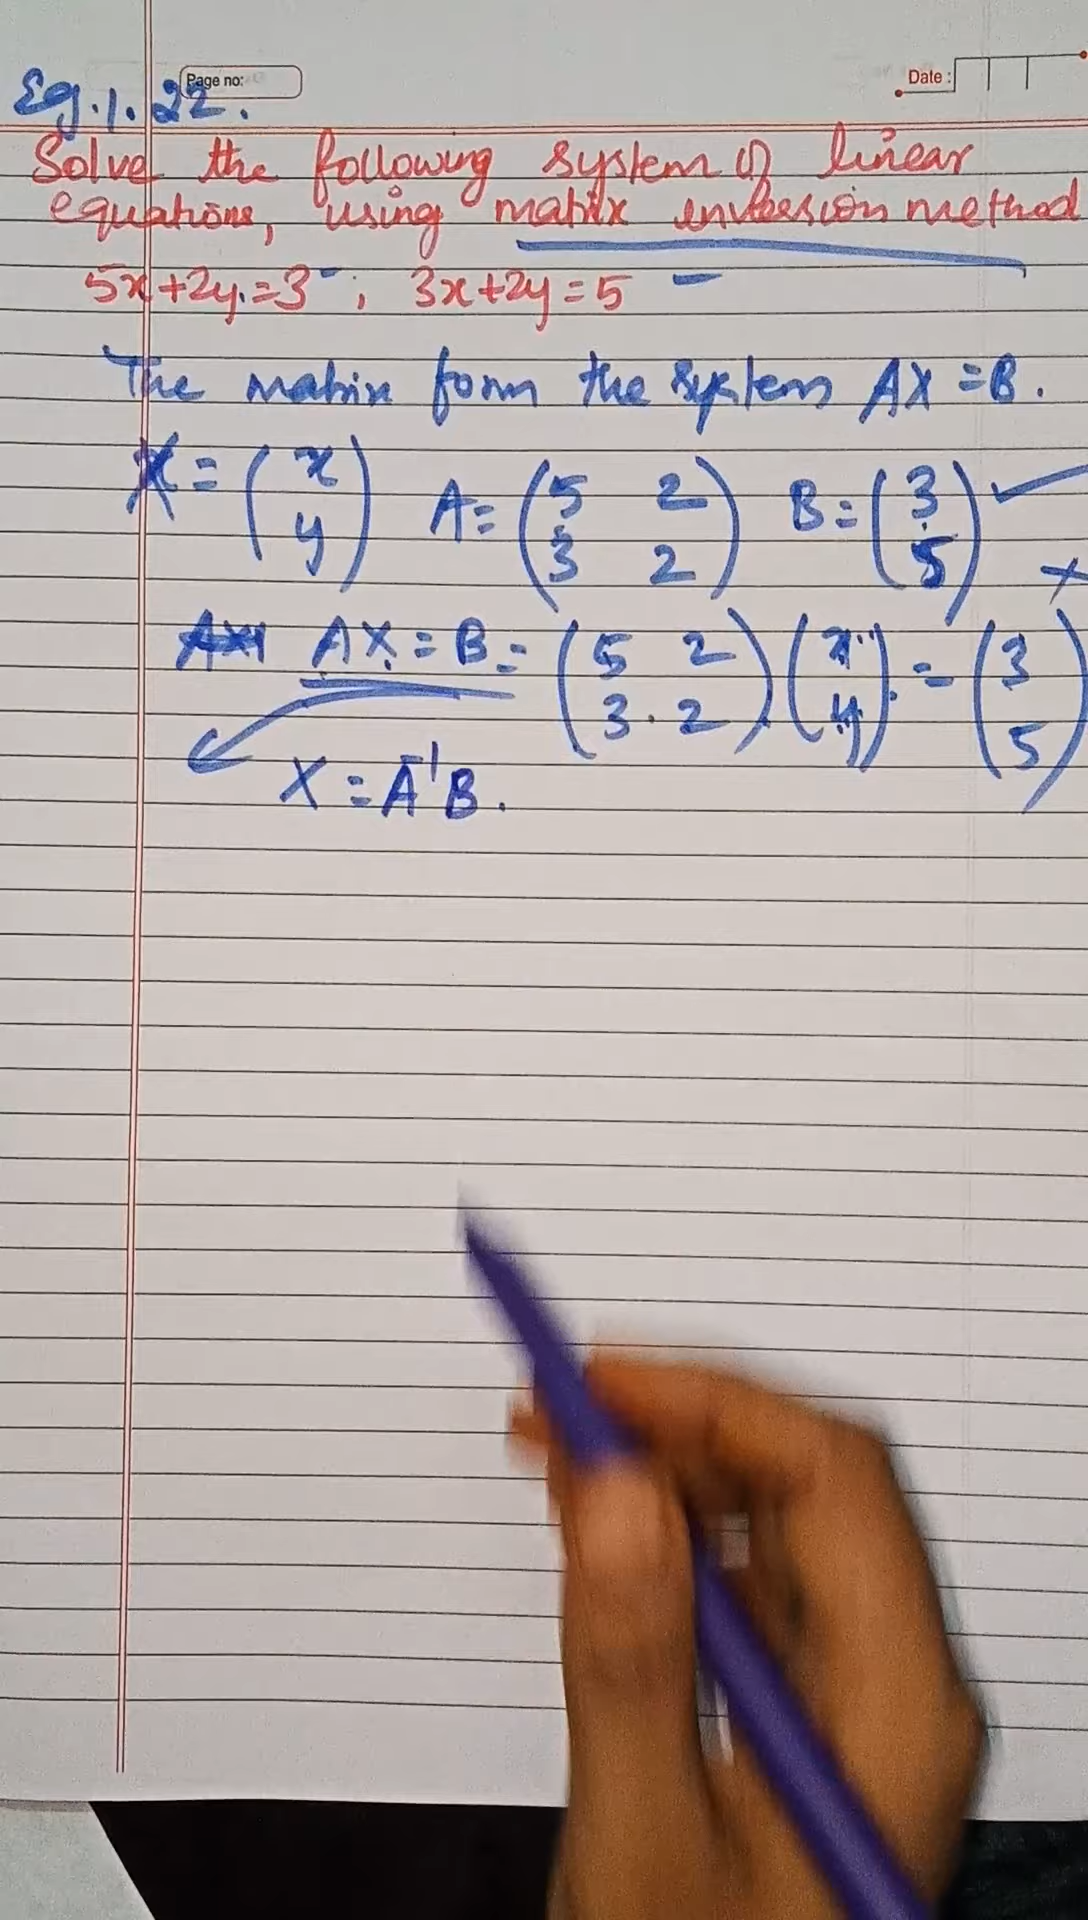 Page no:
Date :
Eg.1.22.
Solve the following system of linear
equations, using matrix inversion method
5x+2y=3 ; 3x+2y=5
The matrix form the system AX=B.
X = (x y) A = (5 2 3 2) B = (3 5)
AX = B = (5 2 3 2) (x y) = (3 5)
X = A⁻¹B.